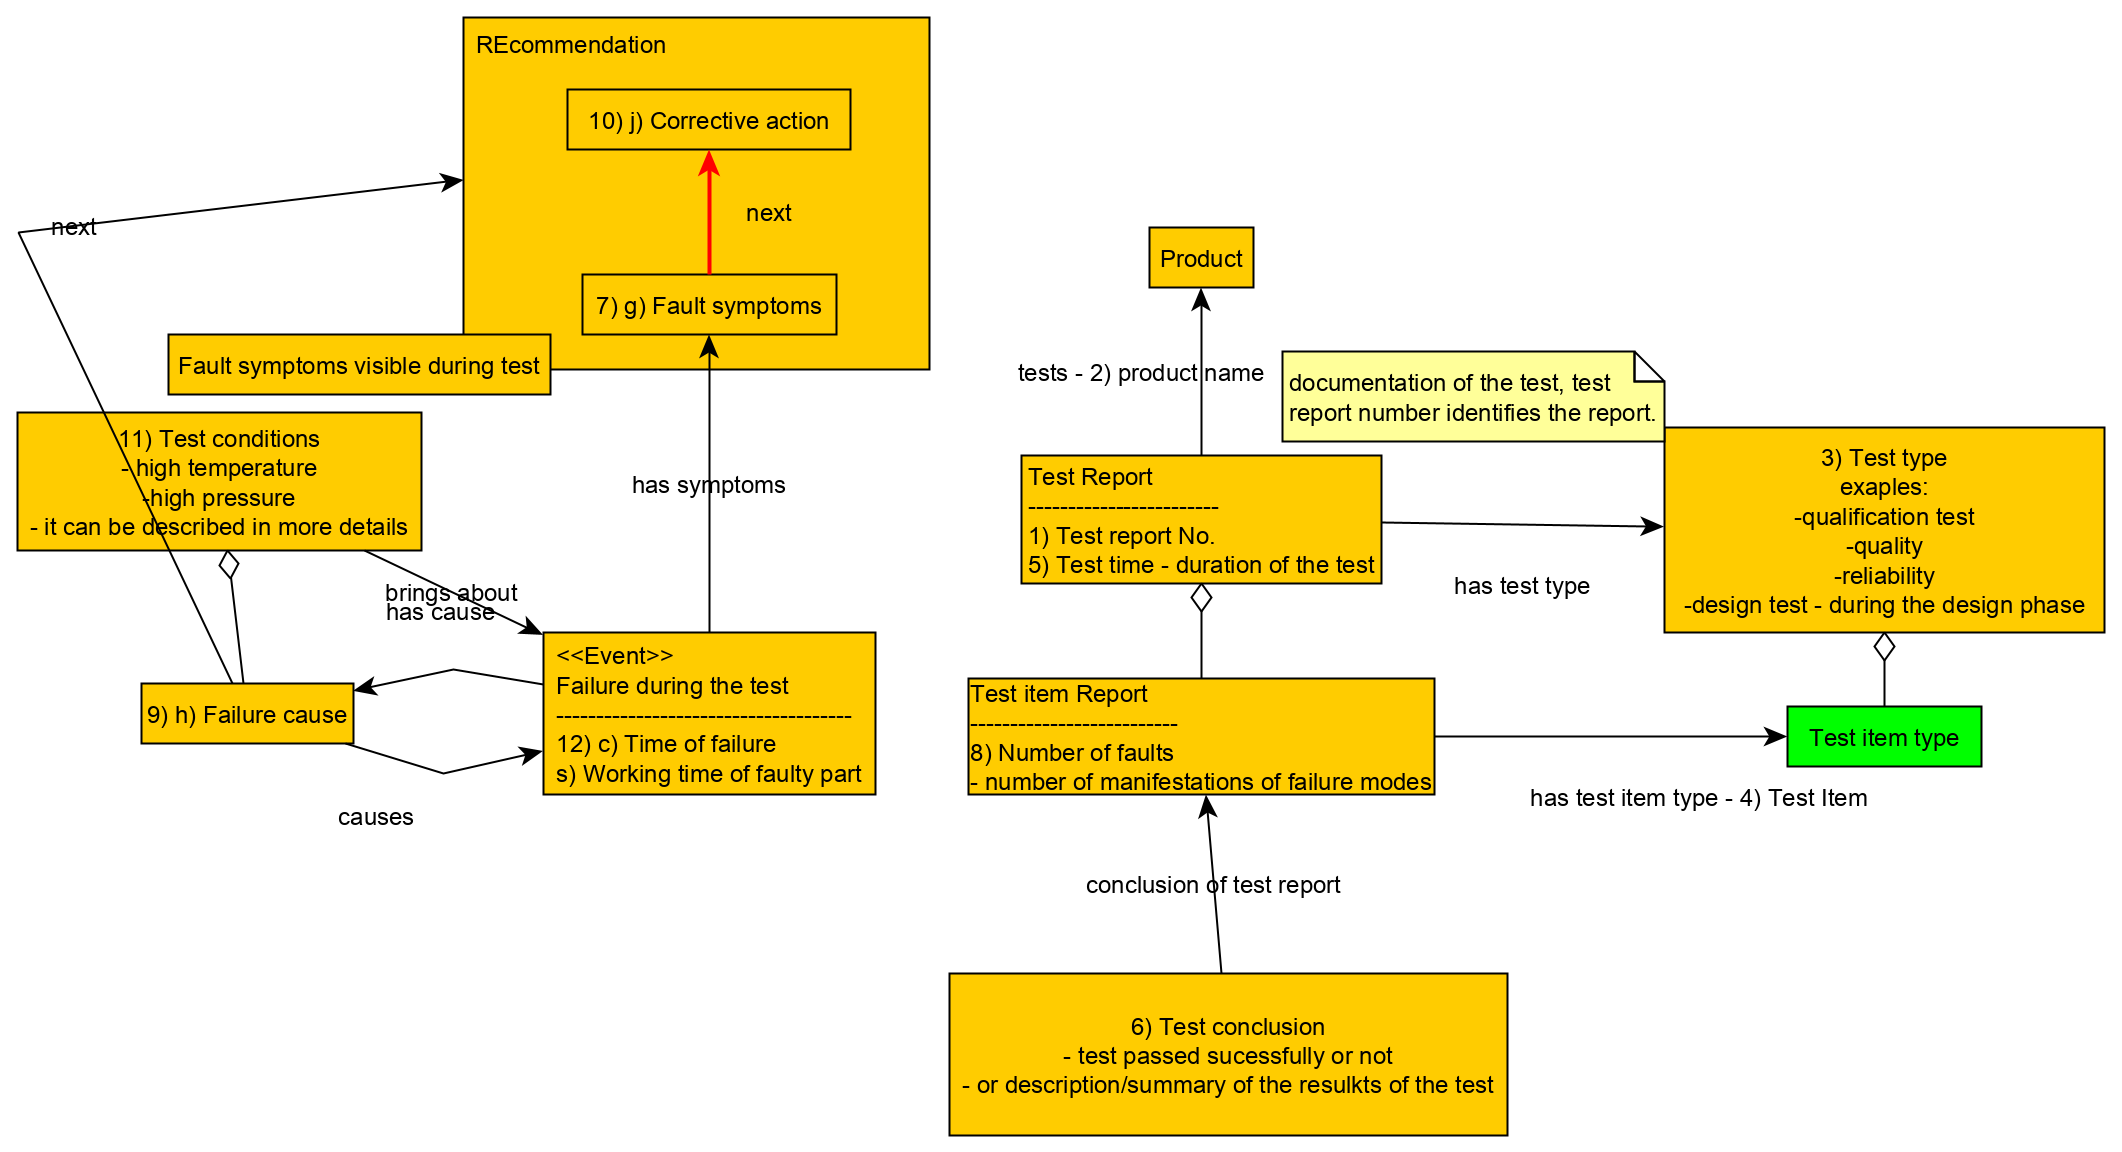 REcommendation
10) j) Corrective action
next
7) g) Fault symptoms
next
Fault symptoms visible during test
11) Test conditions
- high temperature
-high pressure
- it can be described in more details
has symptoms
brings about
has cause
<<Event>>
Failure during the test
-------------------------------------
12) c) Time of failure
s) Working time of faulty part
9) h) Failure cause
causes
Product
tests - 2) product name
documentation of the test, test
report number identifies the report.
Test Report
------------------------
1) Test report No.
5) Test time - duration of the test
has test type
3) Test type
exaples:
-qualification test
-quality
-reliability
-design test - during the design phase
Test item Report
--------------------------
8) Number of faults
- number of manifestations of failure modes
Test item type
has test item type - 4) Test Item
conclusion of test report
6) Test conclusion
- test passed sucessfully or not
- or description/summary of the resulkts of the test